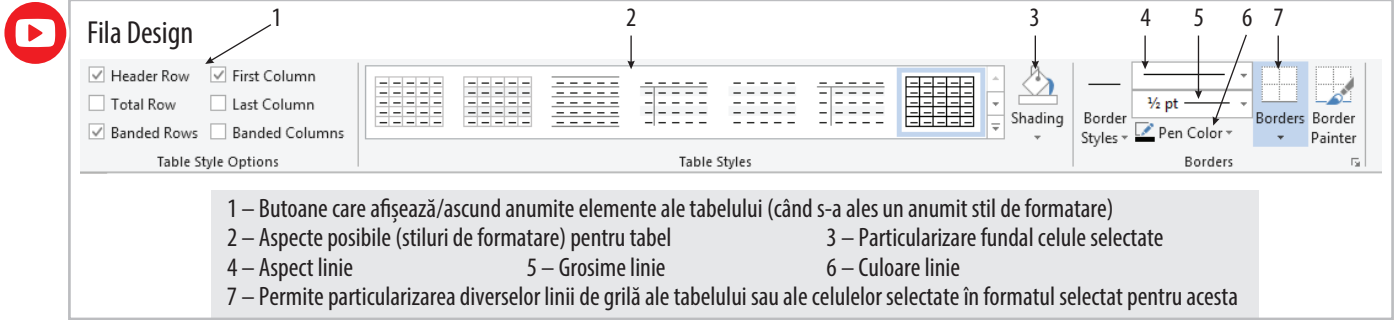 Fila Design
1 2 3 4 5 6 7
Header Row First Column
Total Row Last Column
Banded Rows Banded Columns
Table Style Options
Table Styles
Shading
Border
Styles
½ pt
Pen Color
Borders
Border
Painter
Borders
1 – Butoane care afișează/ascund anumite elemente ale tabelului (când s-a ales un anumit stil de formatare)
2 – Aspecte posibile (stiluri de formatare) pentru tabel 3 – Particularizare fundal celule selectate
4 – Aspect linie 5 – Grosime linie 6 – Culoare linie
7 – Permite particularizarea diverselor linii de grilă ale tabelului sau ale celulelor selectate în formatul selectat pentru acesta